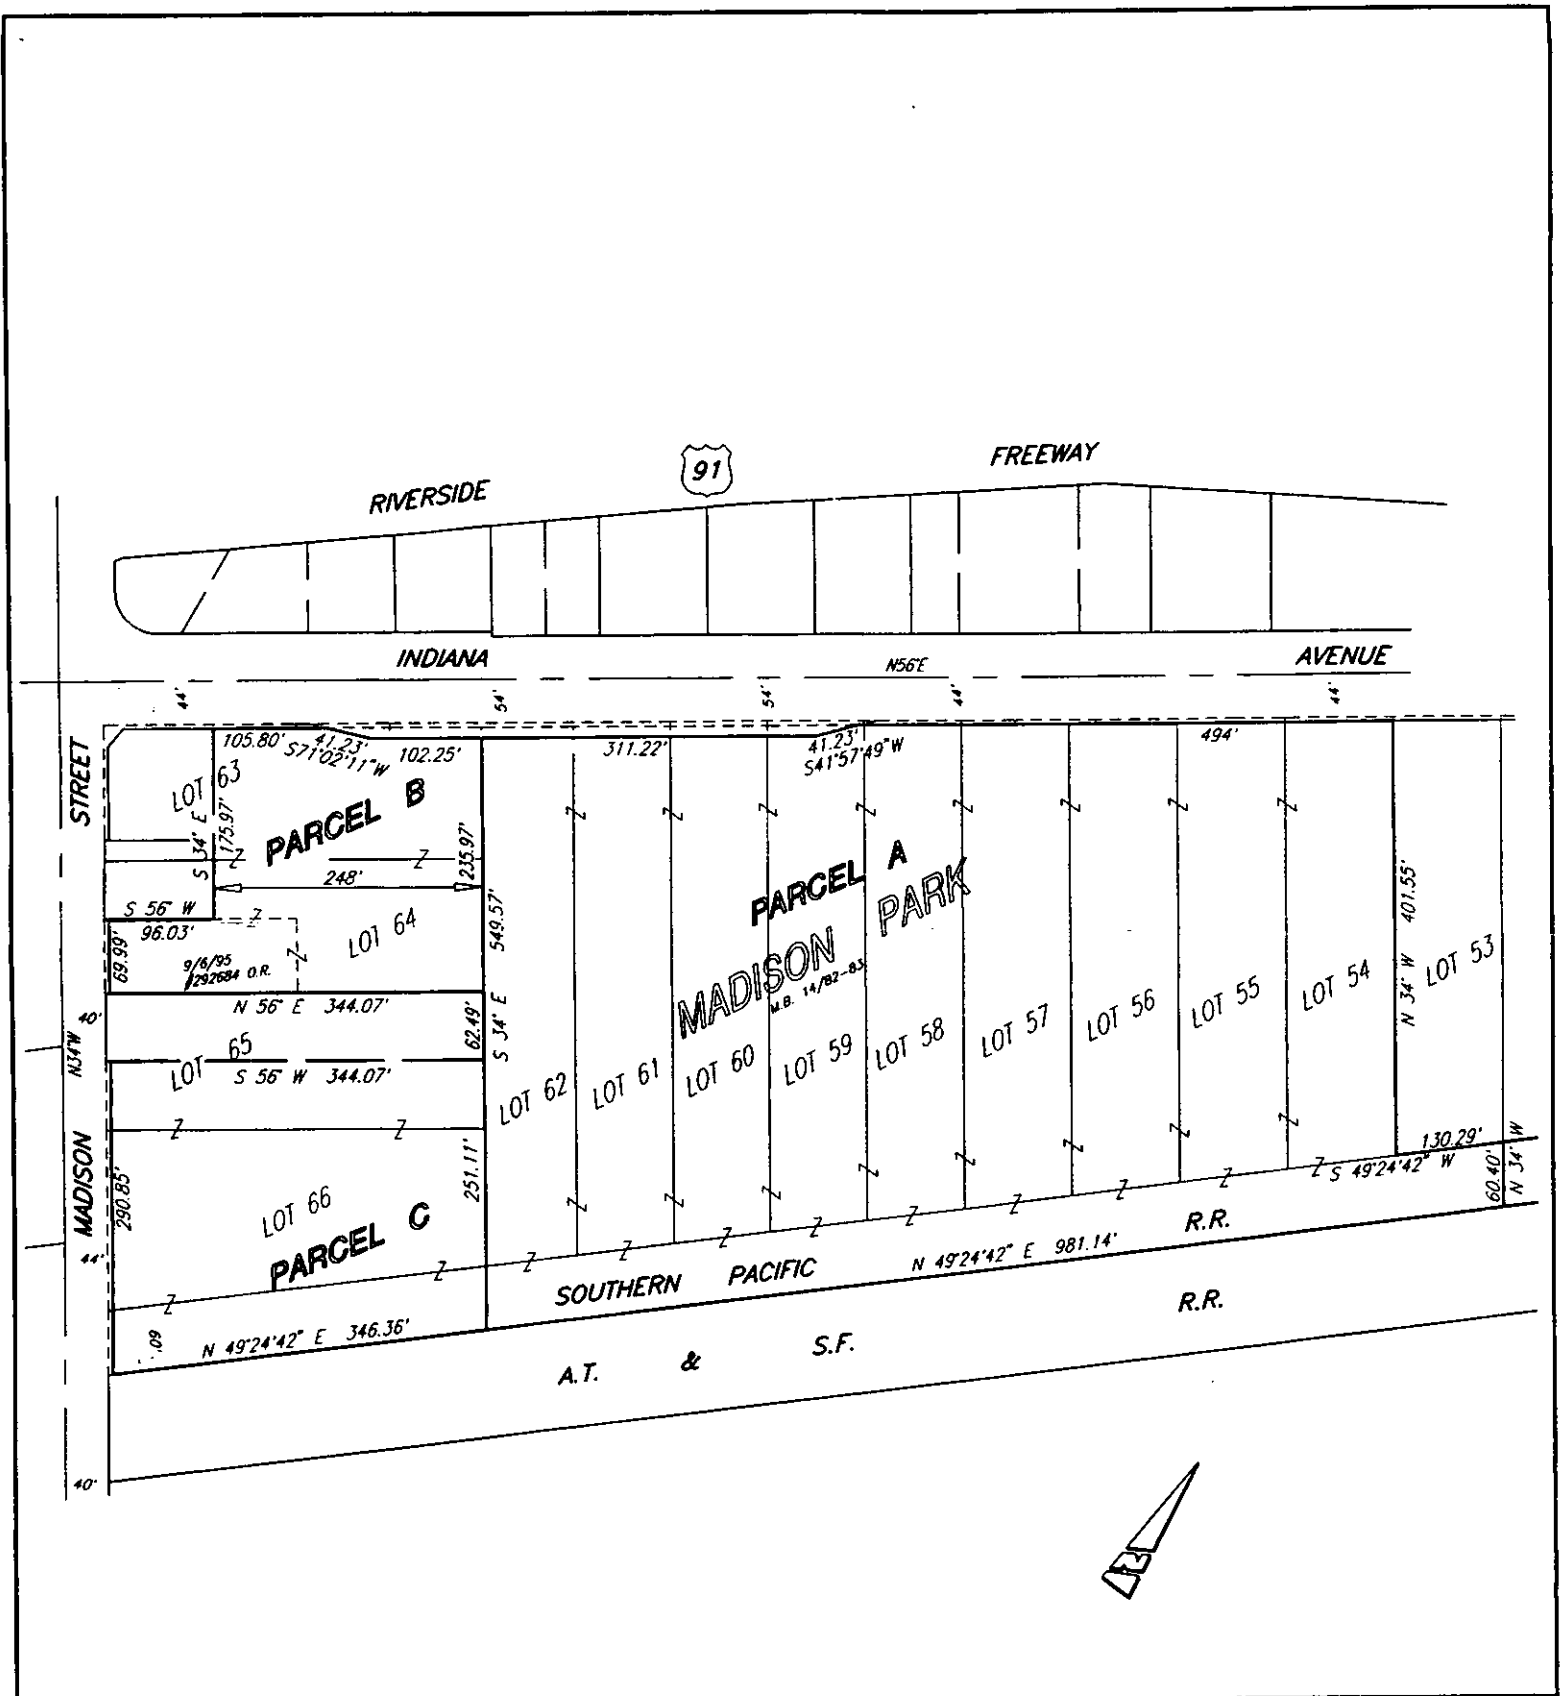 RIVERSIDE
91
FREEWAY
INDIANA
N56°E
AVENUE
44'
54'
54'
44'
44'
STREET
105.80'
41.23'
S71°02'11"W
102.25'
311.22'
41.23'
S41°57'49"W
494'
LOT 63
S 34° E
175.97'
PARCEL B
235.97'
248'
S 56° W
96.03'
LOT 64
549.57'
S 34° E
PARCEL A
MADISON PARK
M.B. 14/82-83
401.55'
N 34° W
LOT 53
69.99'
9/6/95
#292684 O.R.
N 56° E 344.07'
40'
N34°W
62.49'
LOT 65
S 56° W 344.07'
LOT 62
LOT 61
LOT 60
LOT 59
LOT 58
LOT 57
LOT 56
LOT 55
LOT 54
MADISON
290.85'
251.11'
LOT 66
PARCEL C
44'
130.29'
S 49°24'42" W
60.40'
N 34° W
SOUTHERN PACIFIC R.R.
N 49°24'42" E 981.14'
N 49°24'42" E 346.36'
A.T. & S.F. R.R.
40'